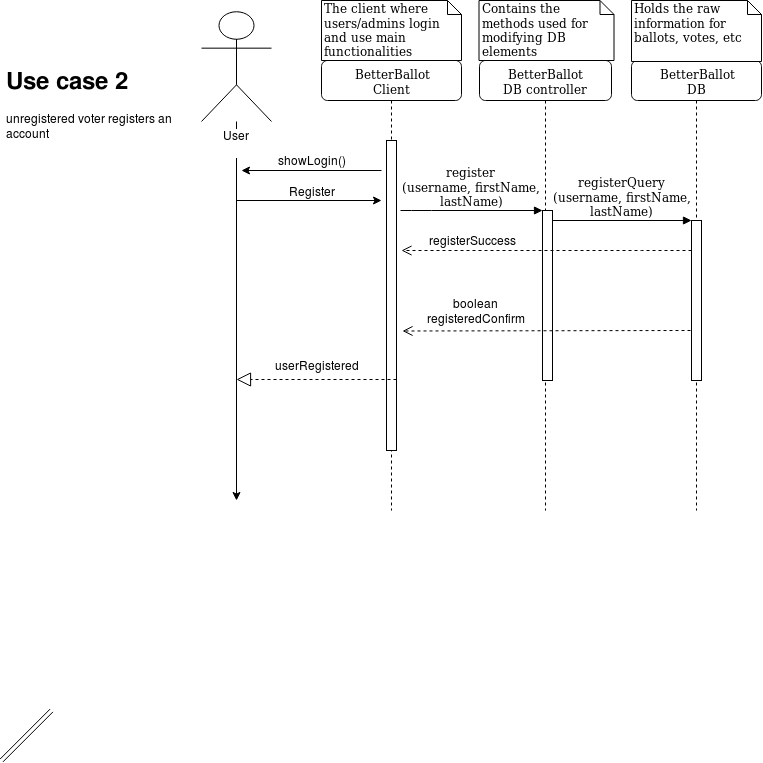 The client where
users/admins login
and use main
functionalities
Contains the
methods used for
modifying DB
elements
Holds the raw
information for
ballots, votes, etc
BetterBallot
Client
BetterBallot
DB controller
BetterBallot
DB
Use case 2
unregistered voter registers an
account
User
showLogin()
Register
register
(username, firstName,
lastName)
registerQuery
(username, firstName,
lastName)
registerSuccess
boolean
registeredConfirm
userRegistered